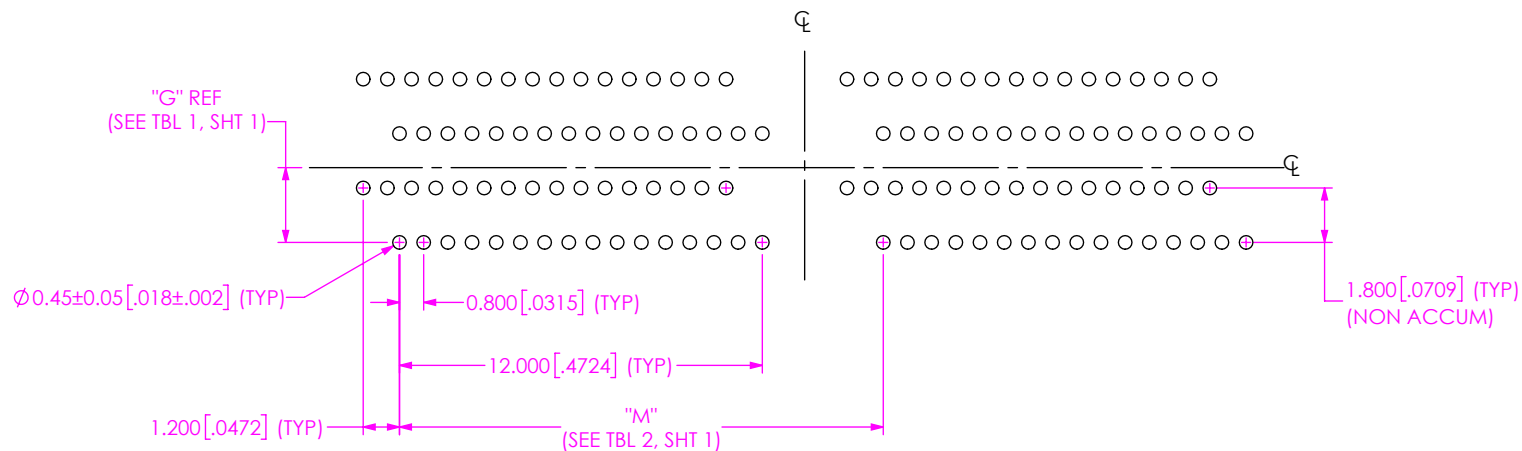 ℄
"G" REF
(SEE TBL 1, SHT 1)
℄
Ø0.45±0.05[.018±.002] (TYP)
0.800[.0315] (TYP)
1.800[.0709] (TYP)
(NON ACCUM)
12.000[.4724] (TYP)
1.200[.0472] (TYP)
"M"
(SEE TBL 2, SHT 1)